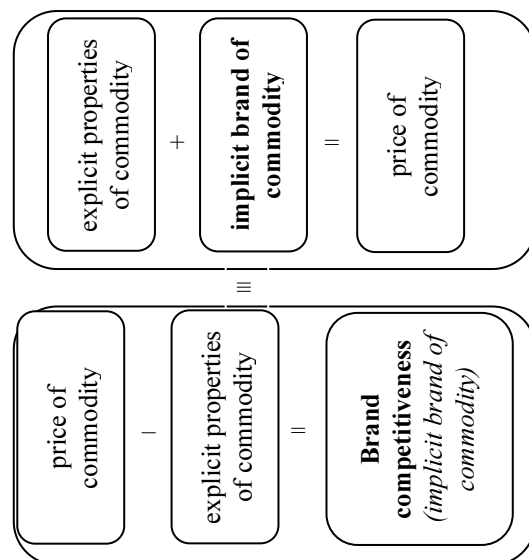 price of
commodity
−
explicit properties
of commodity
=
Brand
competitiveness
(implicit brand of
commodity)
≡
explicit properties
of commodity
+
implicit brand of
commodity
=
price of
commodity